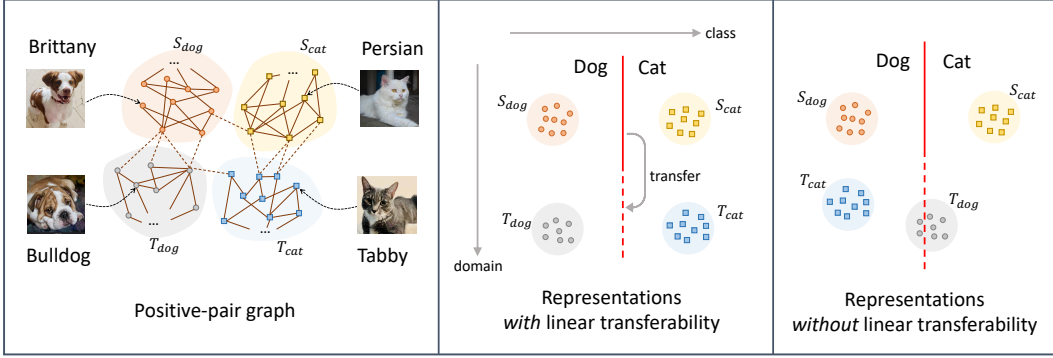 Brittany
S_dog
S_cat
Persian
...
...
...
...
Bulldog
T_dog
T_cat
Tabby
Positive-pair graph
class
Dog Cat
S_dog
S_cat
transfer
T_dog
T_cat
domain
Representations
with linear transferability
Dog Cat
S_dog
S_cat
T_cat
T_dog
Representations
without linear transferability